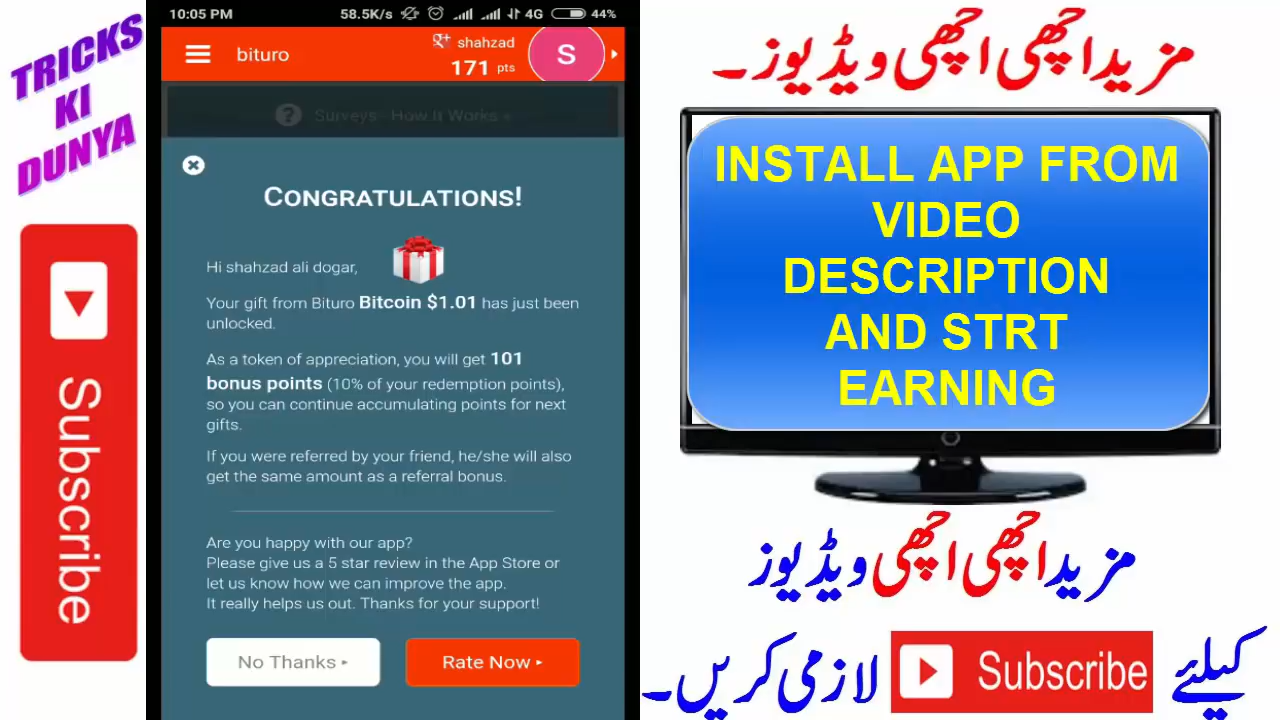 TRICKS
KI
DUNYA
Subscribe
10:05 PM 58.5K/s 4G 44%
bituro
g+ shahzad
171 pts
S
? Surveys - How It Works
CONGRATULATIONS!
Hi shahzad ali dogar,
Your gift from Bituro Bitcoin $1.01 has just been
unlocked.
As a token of appreciation, you will get 101
bonus points (10% of your redemption points),
so you can continue accumulating points for next
gifts.
If you were referred by your friend, he/she will also
get the same amount as a referral bonus.
Are you happy with our app?
Please give us a 5 star review in the App Store or
let us know how we can improve the app.
It really helps us out. Thanks for your support!
No Thanks ▸
Rate Now ▸
مزید اچھی اچھی ویڈیوز۔
INSTALL APP FROM
VIDEO
DESCRIPTION
AND STRT
EARNING
مزید اچھی اچھی ویڈیوز
کیلئے Subscribe لازمی کریں۔